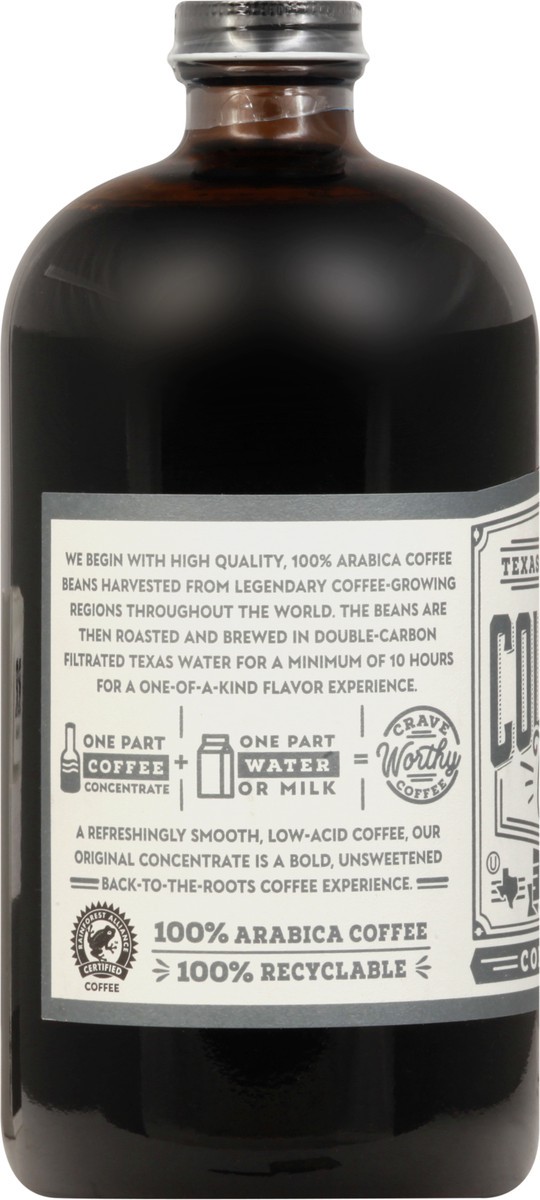 WE BEGIN WITH HIGH QUALITY, 100% ARABICA COFFEE
BEANS HARVESTED FROM LEGENDARY COFFEE-GROWING
REGIONS THROUGHOUT THE WORLD. THE BEANS ARE
THEN ROASTED AND BREWED IN DOUBLE-CARBON
FILTRATED TEXAS WATER FOR A MINIMUM OF 10 HOURS
FOR A ONE-OF-A-KIND FLAVOR EXPERIENCE.
ONE PART
COFFEE
CONCENTRATE
+
ONE PART
WATER
OR MILK
=
CRAVE
Worthy
COFFEE
A REFRESHINGLY SMOOTH, LOW-ACID COFFEE, OUR
ORIGINAL CONCENTRATE IS A BOLD, UNSWEETENED
BACK-TO-THE-ROOTS COFFEE EXPERIENCE.
RAINFOREST ALLIANCE
CERTIFIED
COFFEE
100% ARABICA COFFEE
100% RECYCLABLE
TEXAS
U